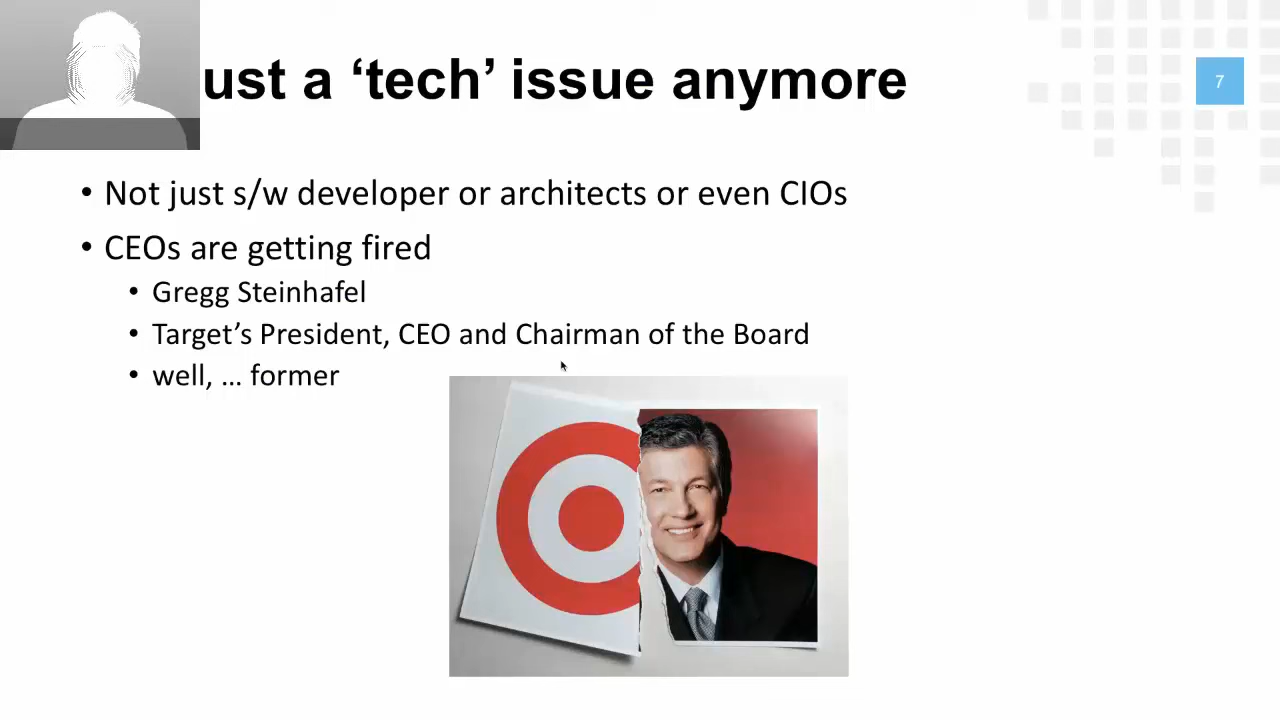 ust a ‘tech’ issue anymore
7
• Not just s/w developer or architects or even CIOs
• CEOs are getting fired
• Gregg Steinhafel
• Target’s President, CEO and Chairman of the Board
• well, … former